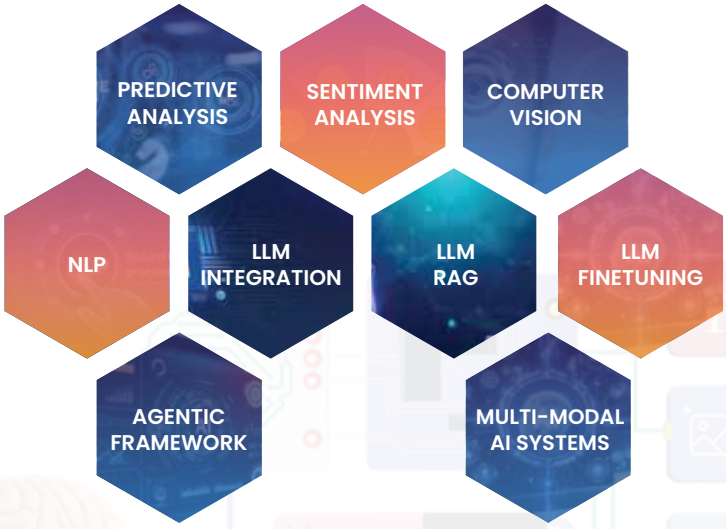 PREDICTIVE
ANALYSIS
SENTIMENT
ANALYSIS
COMPUTER
VISION
NLP
LLM
INTEGRATION
LLM
RAG
LLM
FINETUNING
AGENTIC
FRAMEWORK
MULTI-MODAL
AI SYSTEMS